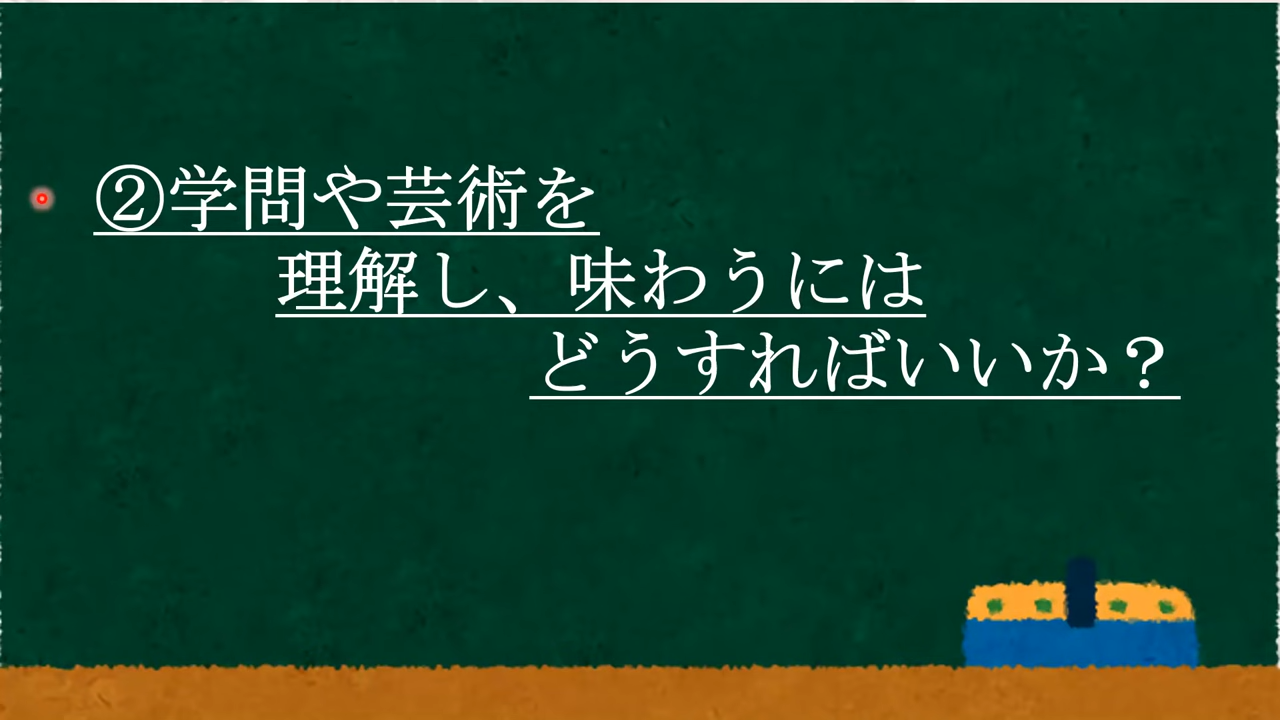 ②学問や芸術を
理解し、味わうには
どうすればいいか？